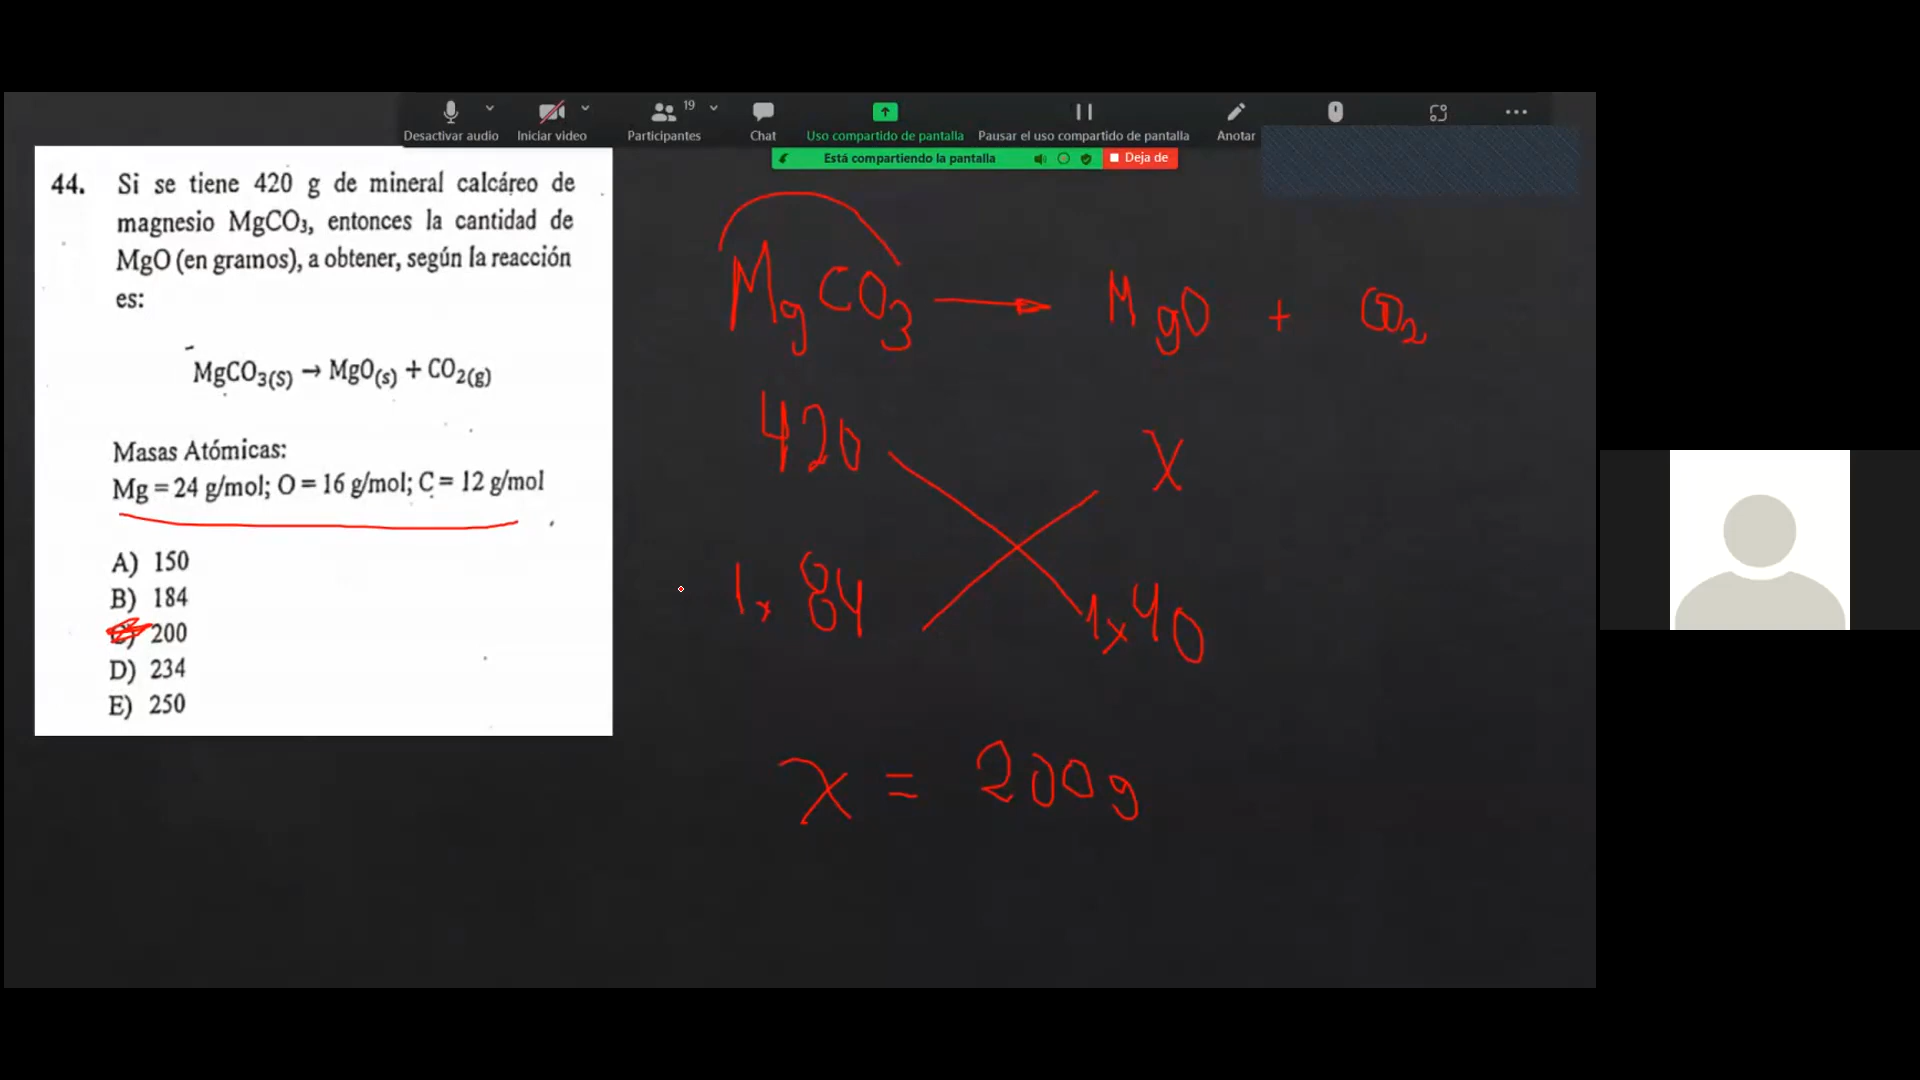 19
Desactivar audio Iniciar video Participantes Chat Uso compartido de pantalla Pausar el uso compartido de pantalla Anotar
Está compartiendo la pantalla Deja de
44. Si se tiene 420 g de mineral calcáreo de
magnesio MgCO₃, entonces la cantidad de
MgO (en gramos), a obtener, según la reacción
es:
MgCO₃(S) → MgO(s) + CO₂(g)
Masas Atómicas:
Mg = 24 g/mol; O = 16 g/mol; C = 12 g/mol
A) 150
B) 184
C) 200
D) 234
E) 250
MgCO₃ → MgO + CO₂
420 X
1x 84 1x40
x = 200g